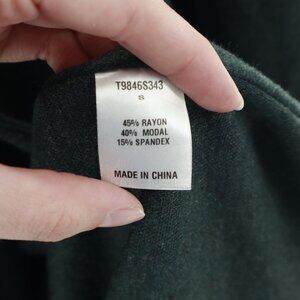 T9846S343
S
45% RAYON
40% MODAL
15% SPANDEX
MADE IN CHINA